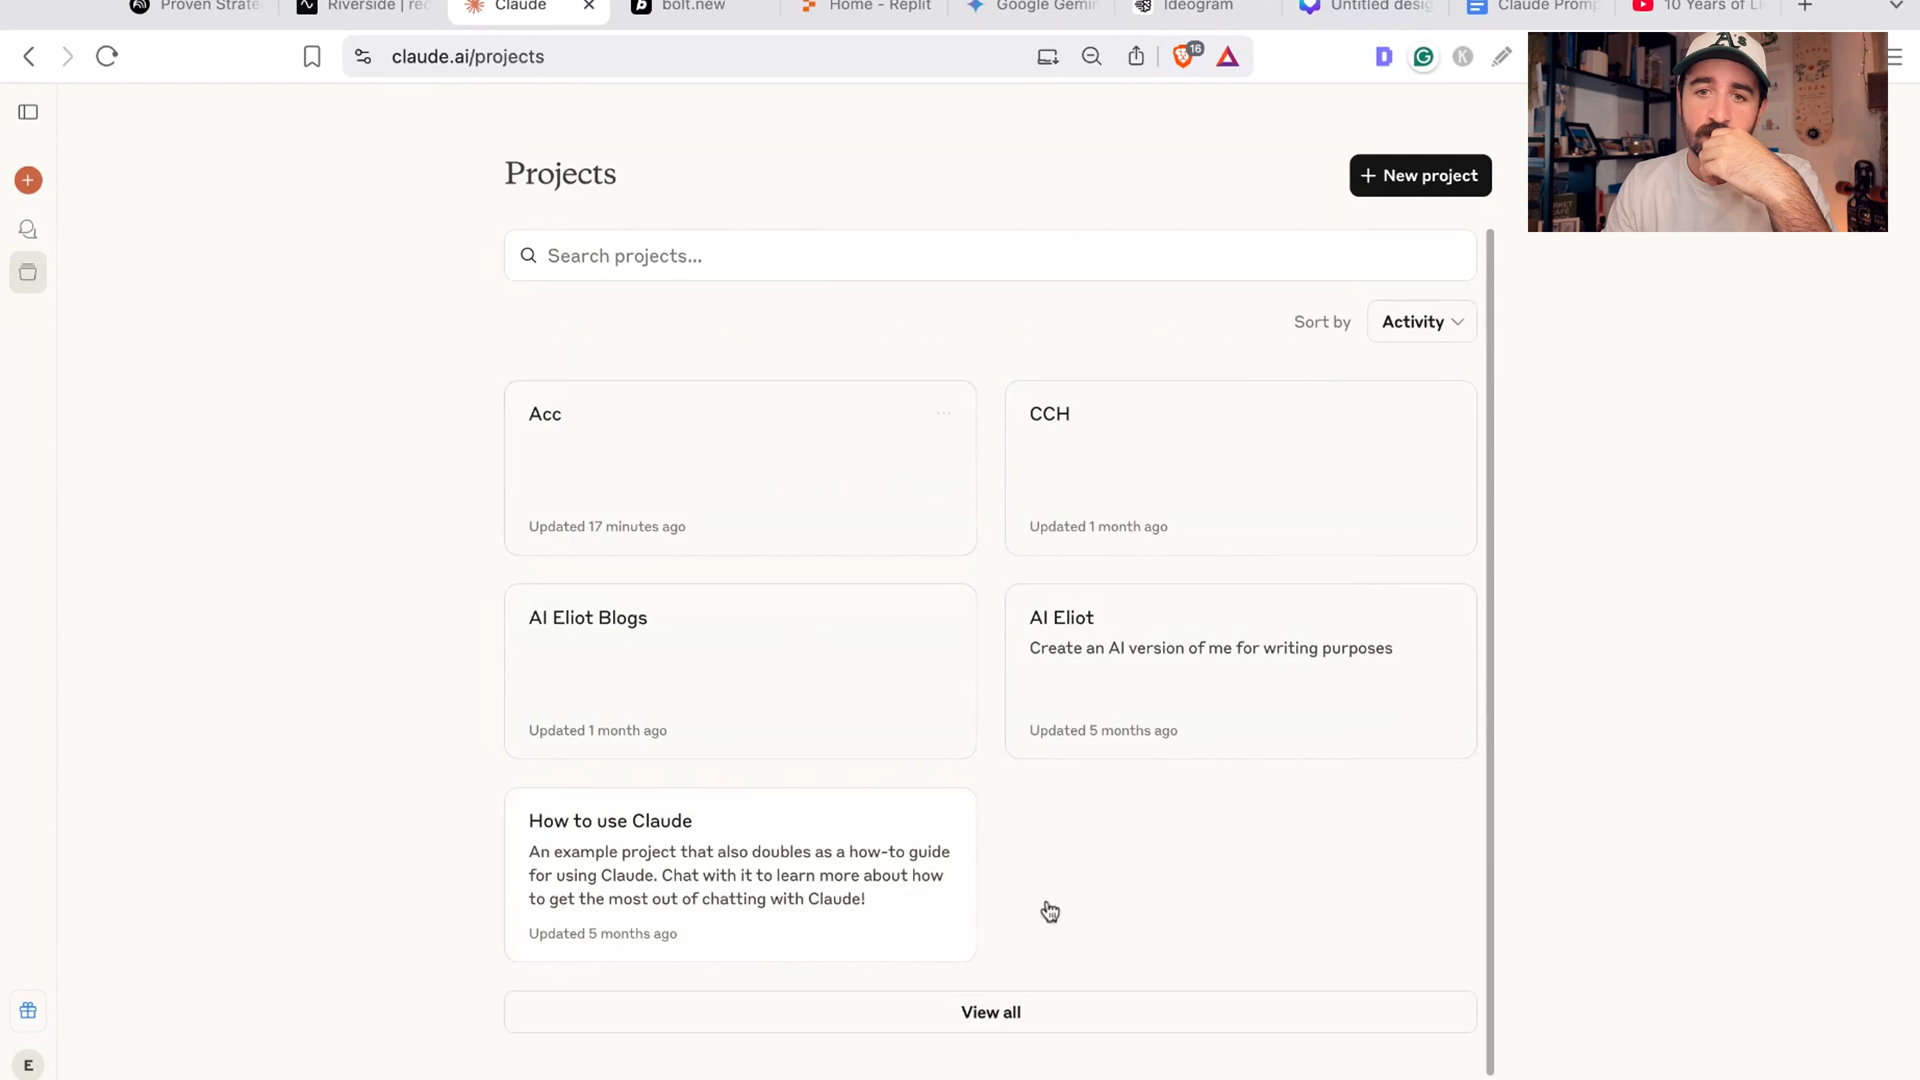 Proven Strate
Riverside | rec
Claude
bolt.new
Home - Replit
Google Gemi
Ideogram
Untitled desig
Claude Promp
10 Years of Li
claude.ai/projects
16
A's
Projects
New project
Search projects...
Sort by
Activity
Acc
Updated 17 minutes ago
CCH
Updated 1 month ago
AI Eliot Blogs
Updated 1 month ago
AI Eliot
Create an AI version of me for writing purposes
Updated 5 months ago
How to use Claude
An example project that also doubles as a how-to guide
for using Claude. Chat with it to learn more about how
to get the most out of chatting with Claude!
Updated 5 months ago
View all
E